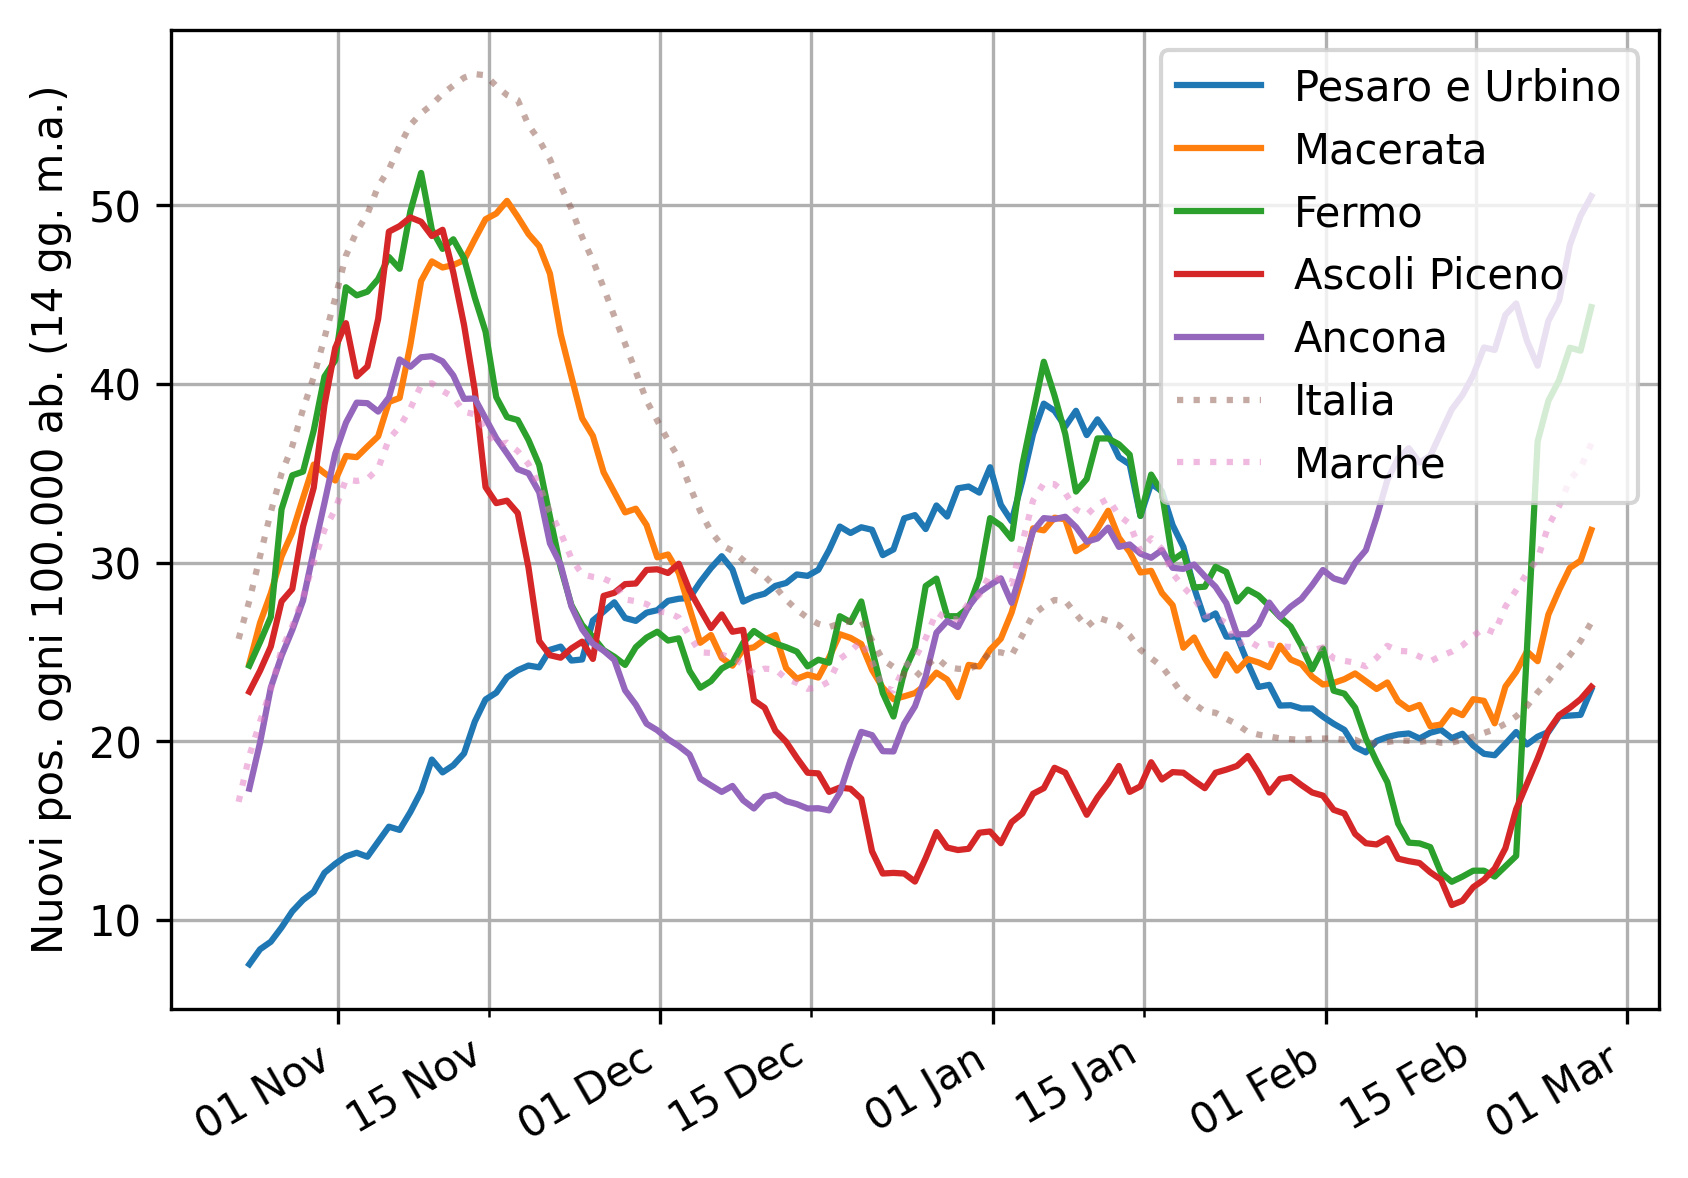 Nuovi pos. ogni 100.000 ab. (14 gg. m.a.)
50
40
30
20
10
Pesaro e Urbino
Macerata
Fermo
Ascoli Piceno
Ancona
Italia
Marche
01 Nov
15 Nov
01 Dec
15 Dec
01 Jan
15 Jan
01 Feb
15 Feb
01 Mar